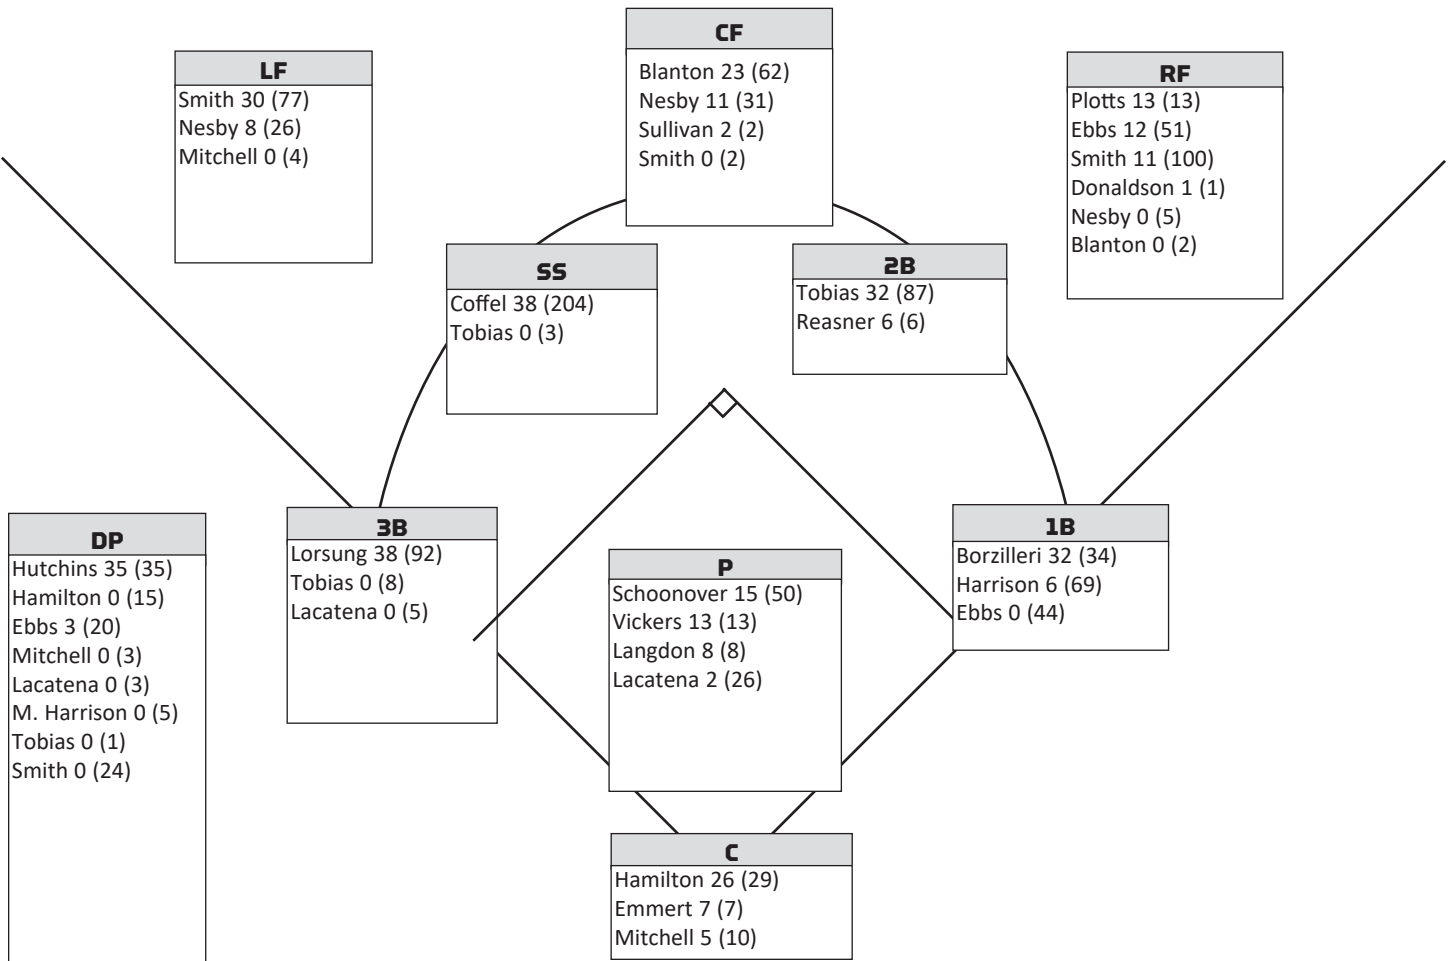 CF
Blanton 23 (62)
Nesby 11 (31)
Sullivan 2 (2)
Smith 0 (2)
LF
Smith 30 (77)
Nesby 8 (26)
Mitchell 0 (4)
RF
Plotts 13 (13)
Ebbs 12 (51)
Smith 11 (100)
Donaldson 1 (1)
Nesby 0 (5)
Blanton 0 (2)
SS
Coffel 38 (204)
Tobias 0 (3)
2B
Tobias 32 (87)
Reasner 6 (6)
DP
Hutchins 35 (35)
Hamilton 0 (15)
Ebbs 3 (20)
Mitchell 0 (3)
Lacatena 0 (3)
M. Harrison 0 (5)
Tobias 0 (1)
Smith 0 (24)
3B
Lorsung 38 (92)
Tobias 0 (8)
Lacatena 0 (5)
P
Schoonover 15 (50)
Vickers 13 (13)
Langdon 8 (8)
Lacatena 2 (26)
1B
Borzilleri 32 (34)
Harrison 6 (69)
Ebbs 0 (44)
C
Hamilton 26 (29)
Emmert 7 (7)
Mitchell 5 (10)